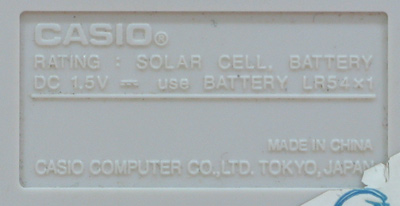 CASIO®
RATING : SOLAR CELL. BATTERY
DC 1.5V ⎓ use BATTERY LR54×1
MADE IN CHINA
CASIO COMPUTER CO.,LTD. TOKYO,JAPAN